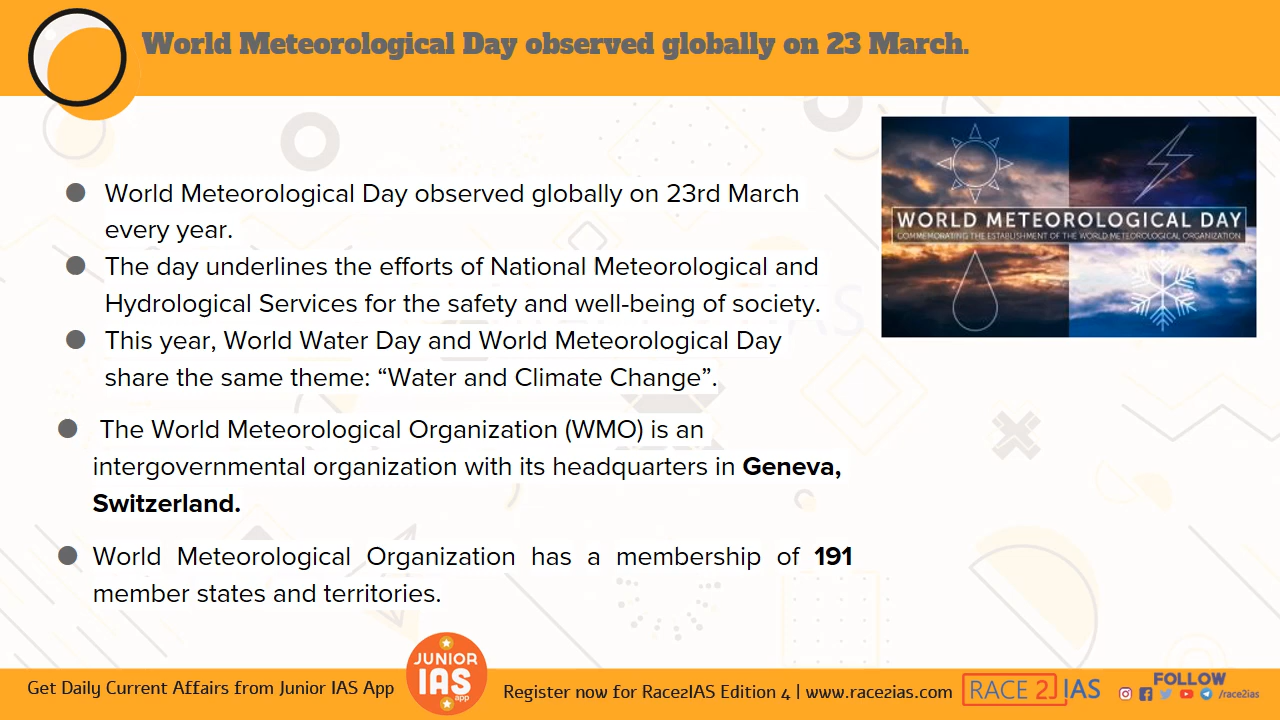 World Meteorological Day observed globally on 23 March.
World Meteorological Day observed globally on 23rd March
every year.
The day underlines the efforts of National Meteorological and
Hydrological Services for the safety and well-being of society.
This year, World Water Day and World Meteorological Day
share the same theme: “Water and Climate Change”.
The World Meteorological Organization (WMO) is an
intergovernmental organization with its headquarters in Geneva,
Switzerland.
World Meteorological Organization has a membership of 191
member states and territories.
WORLD METEOROLOGICAL DAY
COMMEMORATING THE ESTABLISHMENT OF THE WORLD METEOROLOGICAL ORGANIZATION
Get Daily Current Affairs from Junior IAS App
JUNIOR
IAS
app
Register now for Race2IAS Edition 4 | www.race2ias.com
RACE 2 IAS
FOLLOW
/race2ias